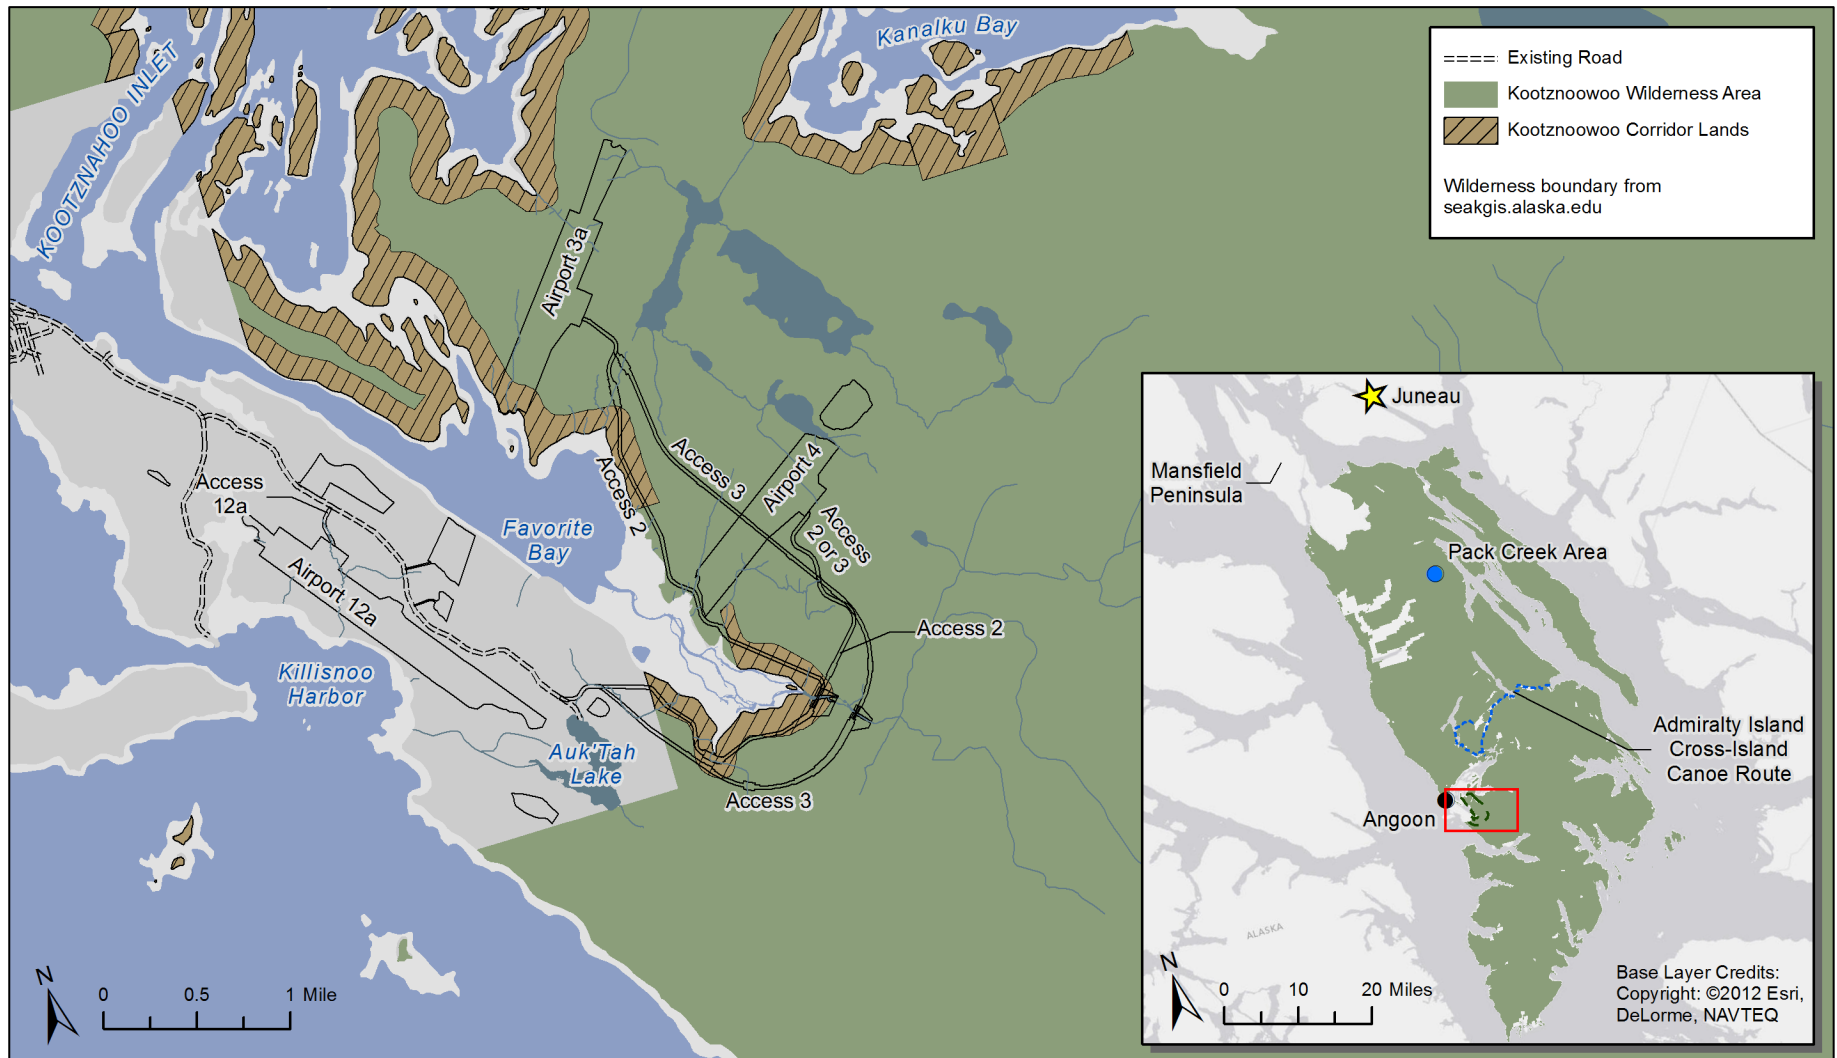 Kanalku Bay
KOOTZNAHOO INLET
Existing Road
Kootznoowoo Wilderness Area
Kootznoowoo Corridor Lands
Wilderness boundary from
seakgis.alaska.edu
Airport 3a
Access 3
Airport 4
Access 2
Access
2 or 3
Access
12a
Airport 12a
Favorite
Bay
Access 2
Killisnoo
Harbor
Auk'Tah
Lake
Access 3
N
0 0.5 1 Mile
Juneau
Mansfield
Peninsula
Pack Creek Area
Admiralty Island
Cross-Island
Canoe Route
Angoon
ALASKA
N
0 10 20 Miles
Base Layer Credits:
Copyright: ©2012 Esri,
DeLorme, NAVTEQ